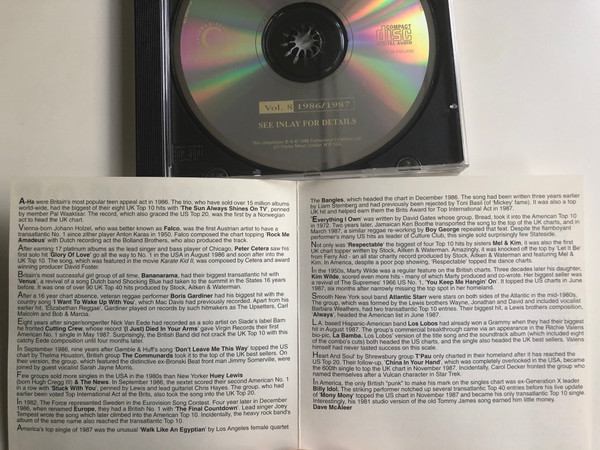 COMPACT
disc
DIGITAL AUDIO
Vol. 8 1986/1987
SEE INLAY FOR DETAILS
A-Ha were Britain's most popular teen appeal act in 1986. The trio, who have sold over 15 million albums
world-wide, had the biggest of their eight UK Top 10 hits with 'The Sun Always Shines On TV', penned
by member Pal Waaktaar. The record, which also graced the US Top 20, was the first by a Norwegian
act to head the UK chart.
Vienna-born Johann Holzel, who was better known as Falco, was the first Austrian artist to have a
transatlantic No. 1 since zither player Anton Karas in 1950. Falco composed the chart topping 'Rock Me
Amadeus' with Dutch recording act the Bolland Brothers, who also produced the track.
After earning 17 platinum albums as the lead singer and bass player of Chicago, Peter Cetera saw his
first solo hit 'Glory Of Love' go all the way to No. 1 in the USA in August 1986 and soon after into the
UK Top 10. The song, which was featured in the movie Karate Kid II, was composed by Cetera and award
winning producer David Foster.
Britain's most successful girl group of all time, Bananarama, had their biggest transatlantic hit with
'Venus', a revival of a song Dutch band Shocking Blue had taken to the summit in the States 16 years
before. It was one of over 90 UK Top 40 hits produced by Stock, Aitken & Waterman.
After a 16 year chart absence, veteran reggae performer Boris Gardiner had his biggest hit with the
country song 'I Want To Wake Up With You', which Mac Davis had previously recorded. Apart from his
earlier hit, 'Elizabethan Reggae', Gardiner played on records by such hitmakers as The Upsetters, Carl
Malcolm and Bob & Marcia.
Eight years after singer/songwriter Nick Van Eede had recorded as a solo artist on Slade's label Barn
he fronted Cutting Crew, whose record '(I Just) Died In Your Arms' gave Virgin Records their first
American No. 1 single in May 1987. Surprisingly, the British Band did not crack the UK Top 10 with this
catchy Eede composition until four months later.
In September 1986, nine years after Gamble & Huff's song 'Don't Leave Me This Way' topped the US
chart by Thelma Houston, British group The Communards took it to the top of the UK best sellers. On
their version, the group, which featured the distinctive ex-Bronski Beat front man Jimmy Somerville, were
joined by guest vocalist Sarah Jayne Morris.
Few groups sold more singles in the USA in the 1980s than New Yorker Huey Lewis
(born Hugh Cregg III) & The News. In September 1986, the sextet scored their second American No. 1
in a row with 'Stuck With You', penned by Lewis and lead guitarist Chris Hayes. The group, who had
earlier been voted Top International Act at the Brits, also took the song into the UK Top 20.
In 1982, The Force represented Sweden in the Eurovision Song Contest. Four year later in December
1986, when renamed Europe, they had a British No. 1 with 'The Final Countdown'. Lead singer Joey
Tempest wrote the song which later climbed into the American Top 10. Incidentally, the heavy rock band's
album of the same name also reached the transatlantic Top 10.
America's top single of 1987 was the unusual 'Walk Like An Egyptian' by Los Angeles female quartet
The Bangles, which headed the chart in December 1986. The song had been written three years earlier
by Liam Sternberg and had previously been rejected by Toni Basil (of 'Mickey' fame). It was also a top
UK hit and helped earn them the Brits Award for Top International Act in 1987.
'Everything I Own' was written by David Gates whose group, Bread, took it into the American Top 10
in 1972. Two years later, Jamaican Ken Boothe transported the song to the top of the UK charts, and in
March 1987, a similar reggae re-working by Boy George repeated that feat. Despite the flamboyant
performer's many US hits as leader of Culture Club, this single sold surprisingly few Stateside.
Not only was 'Respectable' the biggest of four Top 10 hits by sisters Mel & Kim, it was also the first
UK chart topper written by Stock, Aitken & Waterman. Amazingly, it was knocked off the top by 'Let It Be'
from Ferry Aid - an all star charity record produced by Stock, Aitken & Waterman and featuring Mel &
Kim. In America, despite a poor pop showing, 'Respectable' topped the dance charts.
In the 1950s, Marty Wilde was a regular feature on the British charts. Three decades later his daughter,
Kim Wilde, scored even more hits - many of which Marty produced and co-wrote. Her biggest seller was
a revival of The Supremes' 1966 US No. 1, 'You Keep Me Hangin' On'. It topped the US charts in June
1987, six months after narrowly missing the top spot in her homeland.
Smooth New York soul band Atlantic Starr were stars on both sides of the Atlantic in the mid-1980s.
The group, which was formed by the Lewis brothers Wayne, Jonathan and David and included vocalist
Barbara Weathers, had two transatlantic Top 10 entries. Their biggest hit, a Lewis brothers composition,
'Always', headed the American list in June 1987.
L. A. based Hispanic-American band Los Lobos had already won a Grammy when they had their biggest
hit in August 1987. The group's commercial breakthrough came via an appearance in the Ritchie Valens
bio-pic, La Bamba. Both Los Lobos' version of the title song and the soundtrack album (which included eight
of the combo's cuts) both headed the US charts, and the single also headed the UK best sellers. Valens
himself had never tasted success on this scale.
'Heart And Soul' by Shrewsbury group T'Pau only charted in their homeland after it had reached the
US Top 20. Their follow-up, 'China In Your Hand', which was completely overlooked in the USA, became
the 600th single to top the UK chart in November 1987. Incidentally, Carol Decker fronted the group who
named themselves after a Vulcan character in Star Trek.
In America, the only British "punk" to make his mark on the singles chart was ex-Generation X leader
Billy Idol. The striking performer notched up several transatlantic Top 40 entries before his live update
of 'Mony Mony' topped the US chart in November 1987 and became his only transatlantic Top 10 single.
Interestingly, his 1981 studio version of the old Tommy James song earned him little money.
Dave McAleer